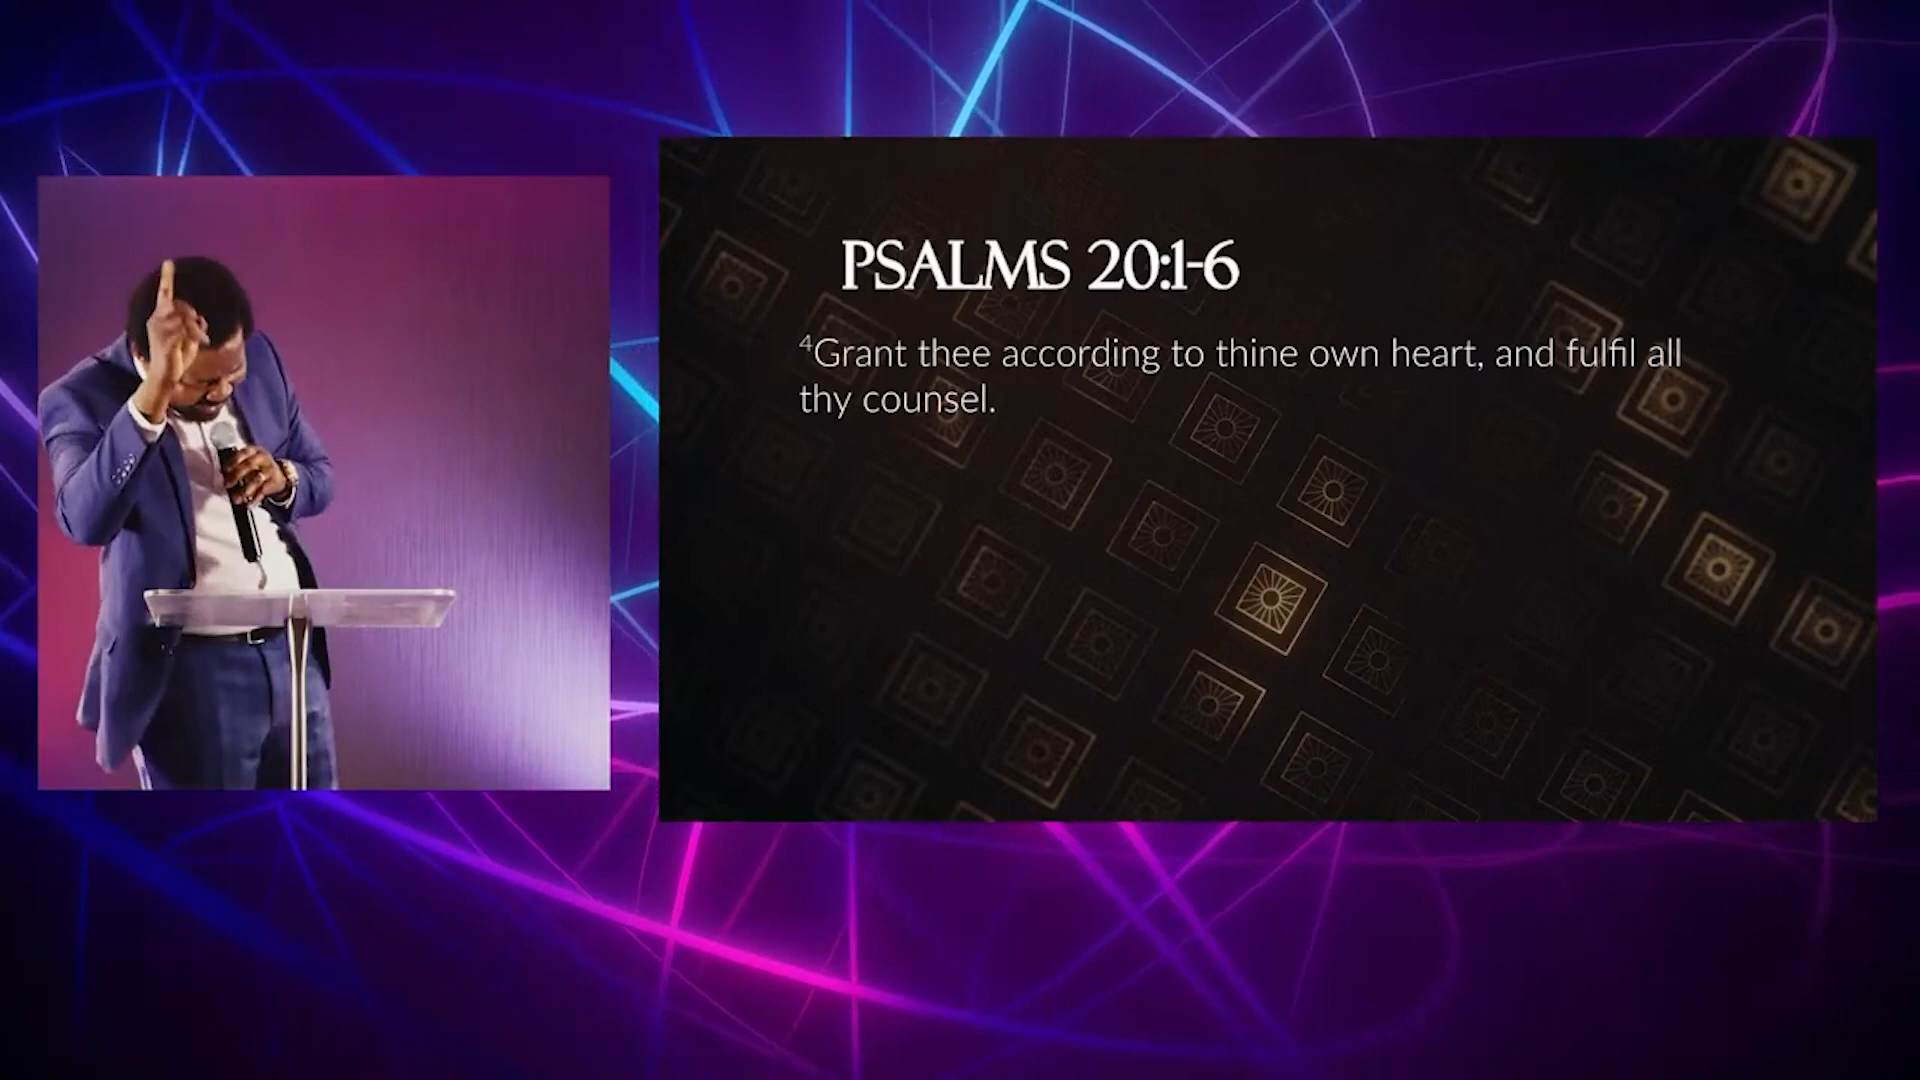 PSALMS 20:1-6
⁴Grant thee according to thine own heart, and fulfil all
thy counsel.